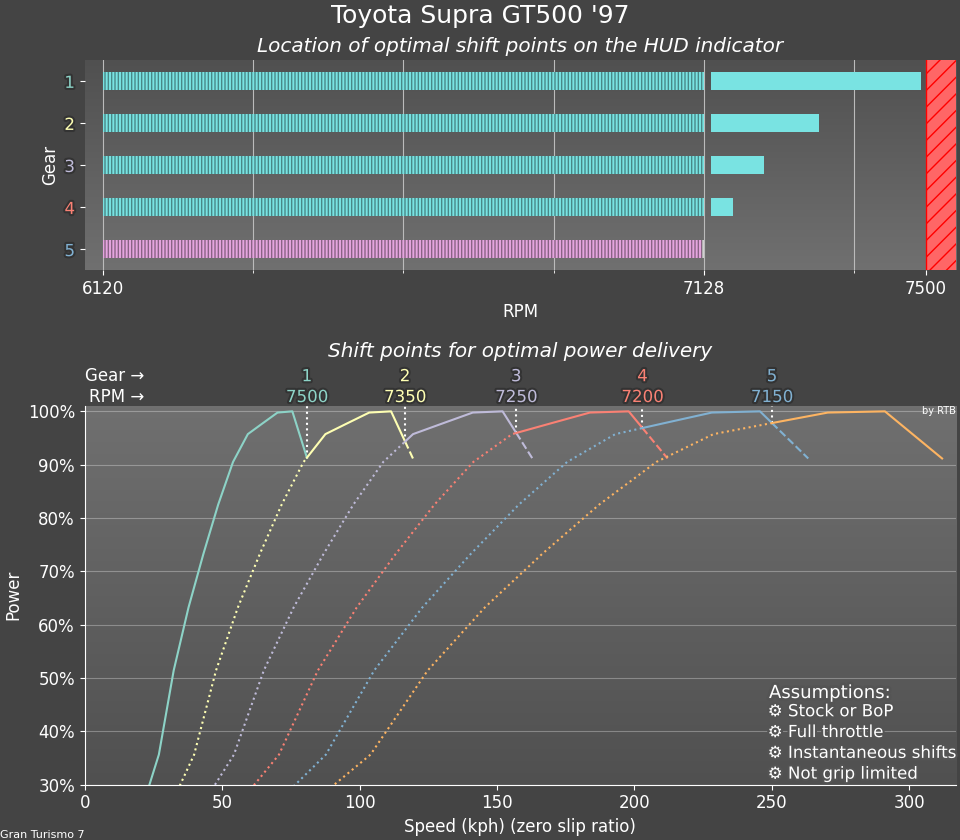 Toyota Supra GT500 '97
Location of optimal shift points on the HUD indicator
Gear
1
2
3
4
5
6120 7128 7500
RPM
Shift points for optimal power delivery
Gear → 1 2 3 4 5
RPM → 7500 7350 7250 7200 7150
by RTB
Power
100%
90%
80%
70%
60%
50%
40%
30%
Assumptions:
⚙ Stock or BoP
⚙ Full throttle
⚙ Instantaneous shifts
⚙ Not grip limited
0 50 100 150 200 250 300
Speed (kph) (zero slip ratio)
Gran Turismo 7